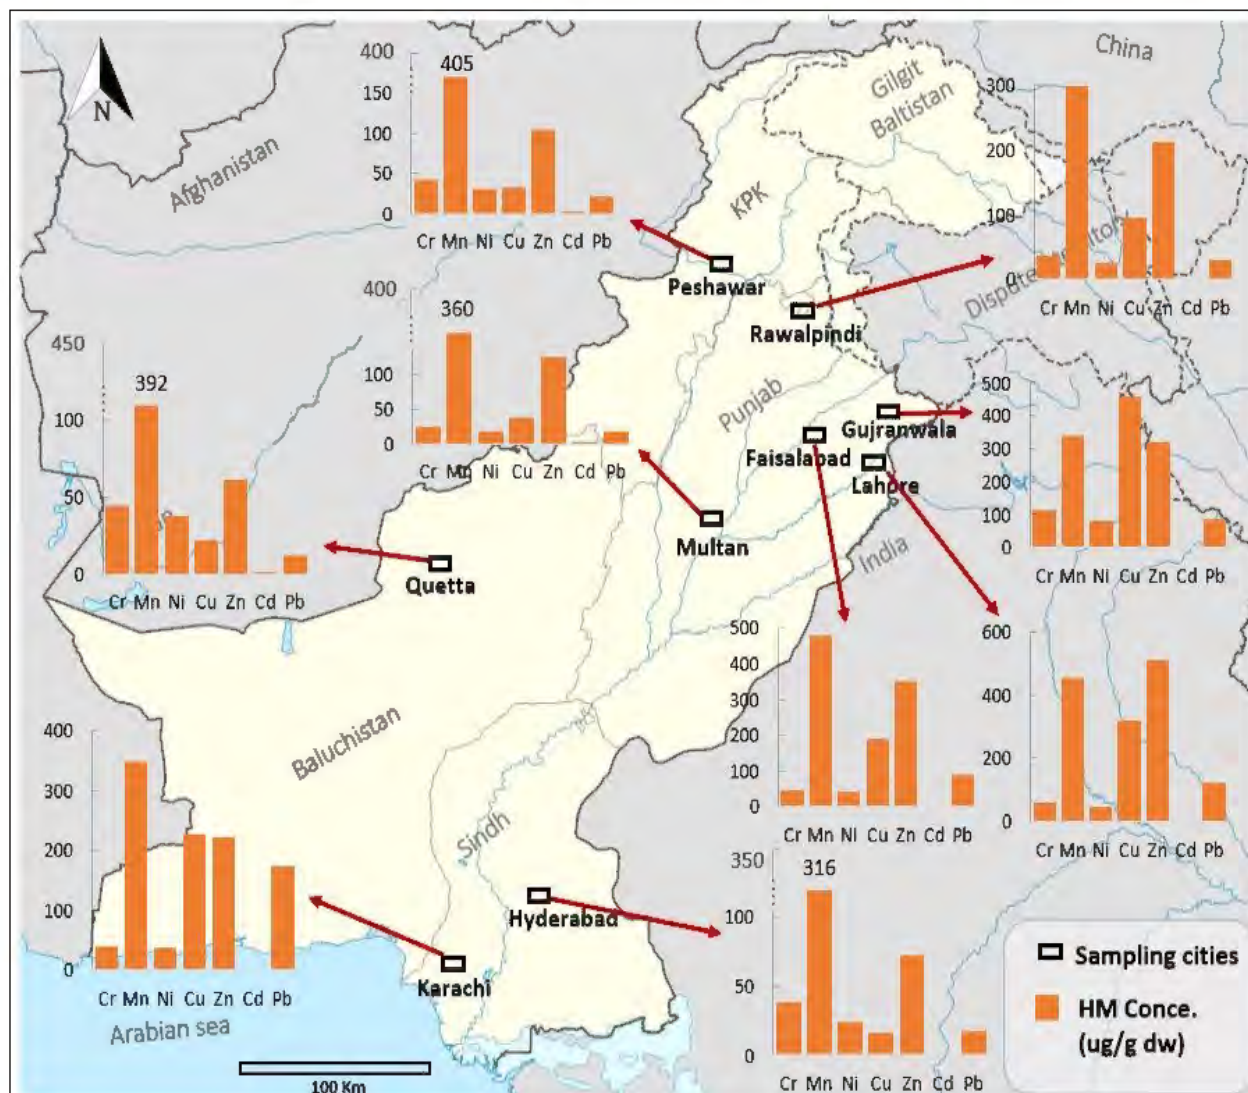 N
China
Gilgit
Baltistan
Afghanistan
KPK
Punjab
India
Baluchistan
Sindh
Arabian sea
400
405
150
100
50
0
Cr Mn Ni Cu Zn Cd Pb
Peshawar
300
200
100
0
Cr Mn Ni Cu Zn Cd Pb
Rawalpindi
400
360
100
50
0
Cr Mn Ni Cu Zn Cd Pb
Multan
450
392
100
50
0
Cr Mn Ni Cu Zn Cd Pb
Quetta
500
400
300
200
100
0
Cr Mn Ni Cu Zn Cd Pb
Gujranwala
Faisalabad
Lahore
500
400
300
200
100
0
Cr Mn Ni Cu Zn Cd Pb
600
400
200
0
Cr Mn Ni Cu Zn Cd Pb
400
300
200
100
0
Cr Mn Ni Cu Zn Cd Pb
Karachi
Hyderabad
350
316
100
50
0
Cr Mn Ni Cu Zn Cd Pb
100 Km
Sampling cities
HM Conce.
(ug/g dw)